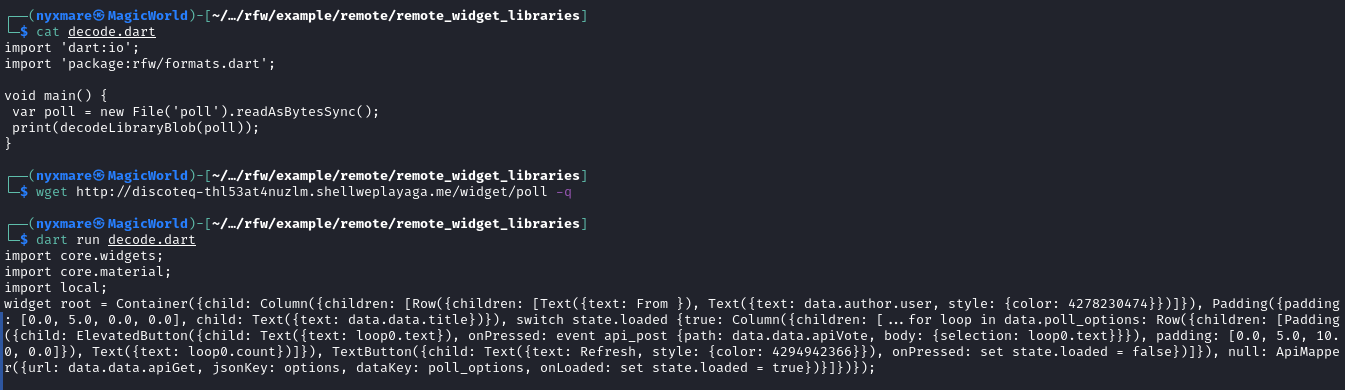 ┌──(nyxmare㉿MagicWorld)-[~/…/rfw/example/remote/remote_widget_libraries]
└─$ cat decode.dart
import 'dart:io';
import 'package:rfw/formats.dart';
void main() {
 var poll = new File('poll').readAsBytesSync();
 print(decodeLibraryBlob(poll));
}
┌──(nyxmare㉿MagicWorld)-[~/…/rfw/example/remote/remote_widget_libraries]
└─$ wget http://discoteq-thl53at4nuzlm.shellweplayaga.me/widget/poll -q
┌──(nyxmare㉿MagicWorld)-[~/…/rfw/example/remote/remote_widget_libraries]
└─$ dart run decode.dart
import core.widgets;
import core.material;
import local;
widget root = Container({child: Column({children: [Row({children: [Text({text: From }), Text({text: data.author.user, style: {color: 4278230474}})]}), Padding({padding
: [0.0, 5.0, 0.0, 0.0], child: Text({text: data.data.title})}), switch state.loaded {true: Column({children: [...for loop in data.poll_options: Row({children: [Padding
({child: ElevatedButton({child: Text({text: loop0.text}), onPressed: event api_post {path: data.data.apiVote, body: {selection: loop0.text}}}), padding: [0.0, 5.0, 10.
0, 0.0]}), Text({text: loop0.count})]}), TextButton({child: Text({text: Refresh, style: {color: 4294942366}}), onPressed: set state.loaded = false})]}), null: ApiMappe
r({url: data.data.apiGet, jsonKey: options, dataKey: poll_options, onLoaded: set state.loaded = true})}]})});